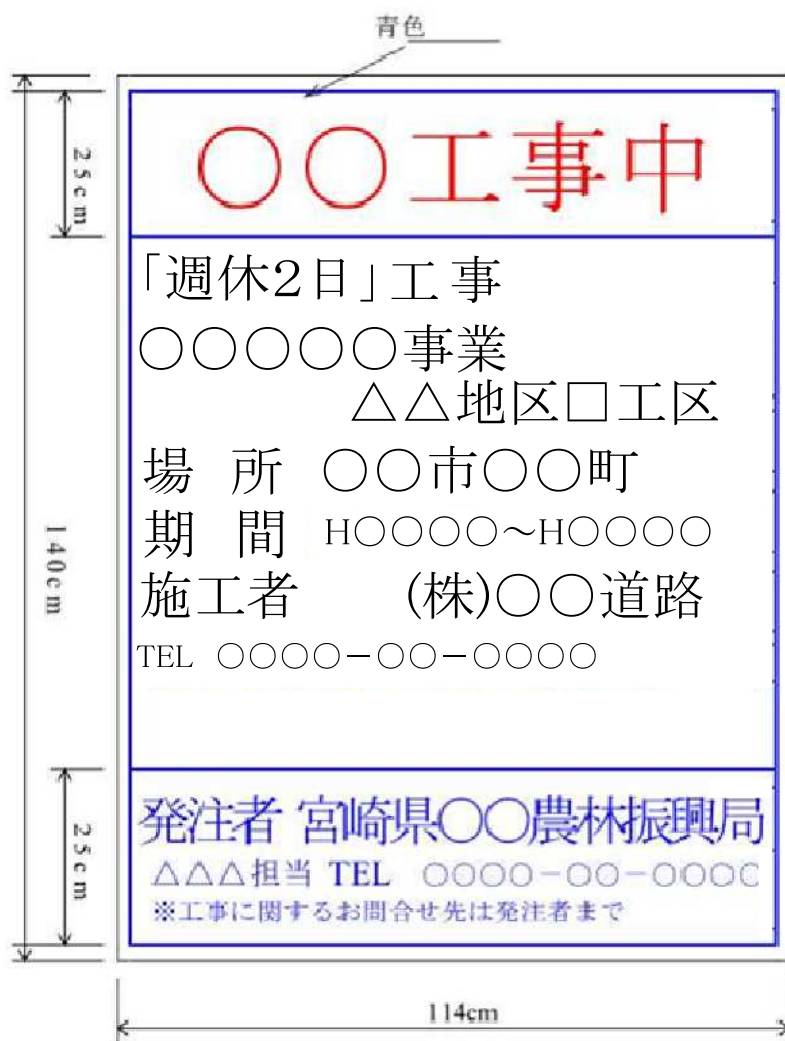 青色
25cm
〇〇工事中
「週休2日」工事
〇〇〇〇〇事業
△△地区□工区
場 所 〇〇市〇〇町
期 間 H〇〇〇〇～H〇〇〇〇
140cm
施工者 (株)〇〇道路
TEL 〇〇〇〇－〇〇－〇〇〇〇
25cm
発注者 宮崎県〇〇農林振興局
△△△担当 TEL 〇〇〇〇－〇〇－〇〇〇〇
※工事に関するお問合せ先は発注者まで
114cm